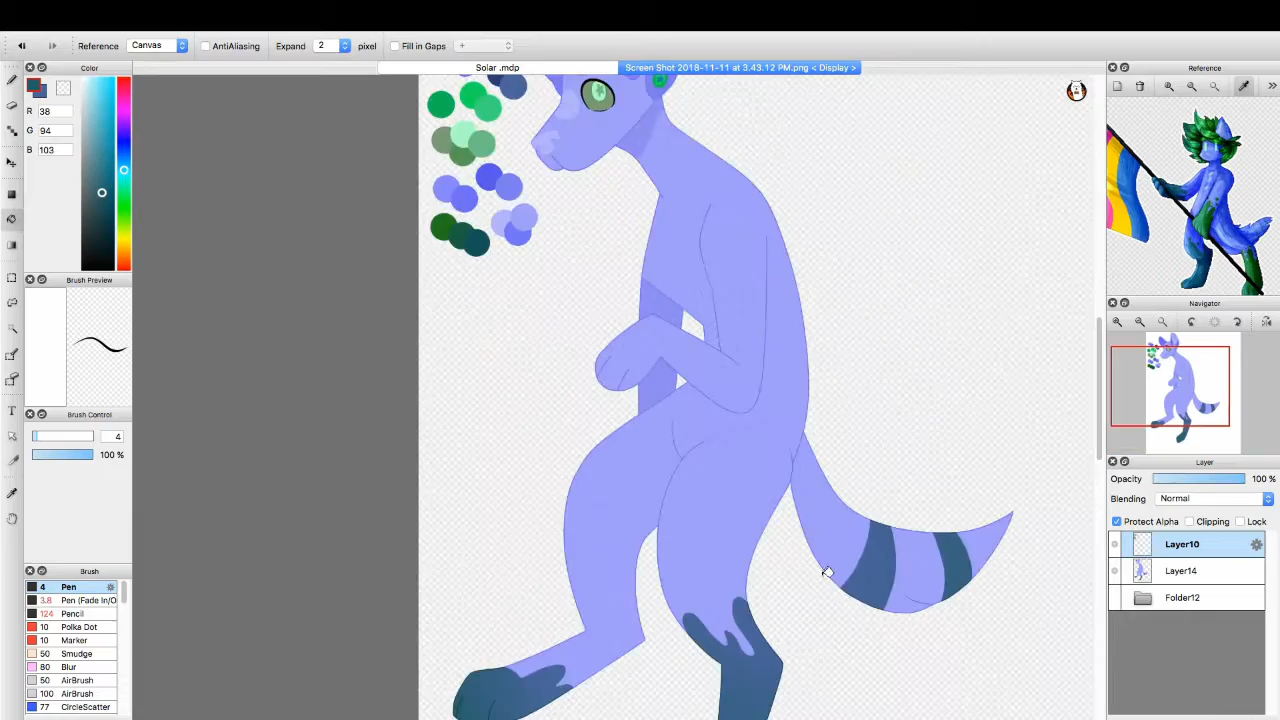 Reference Canvas AntiAliasing Expand 2 pixel Fill in Gaps +
Solar .mdp Screen Shot 2018-11-11 at 3.43.12 PM.png < Display >
Color
R 38
G 94
B 103
Brush Preview
Brush Control
4
100 %
Brush
4 Pen
3.8 Pen (Fade In/O
124 Pencil
10 Polka Dot
10 Marker
50 Smudge
80 Blur
50 AirBrush
100 AirBrush
77 CircleScatter
Reference
Navigator
Layer
Opacity 100 %
Blending Normal
Protect Alpha Clipping Lock
Layer10
Layer14
Folder12